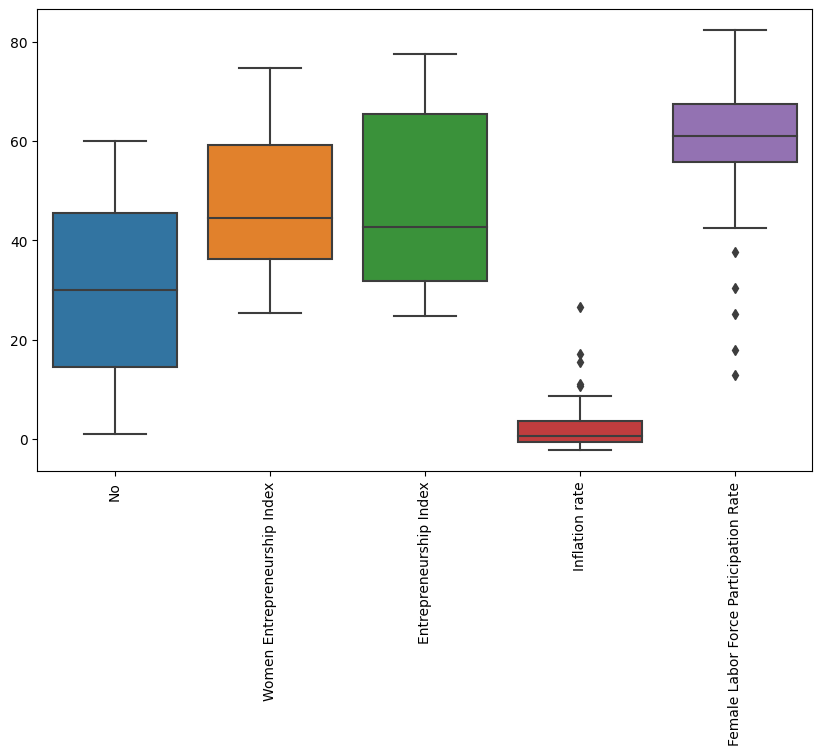 80
60
40
20
0
No
Women Entrepreneurship Index
Entrepreneurship Index
Inflation rate
Female Labor Force Participation Rate